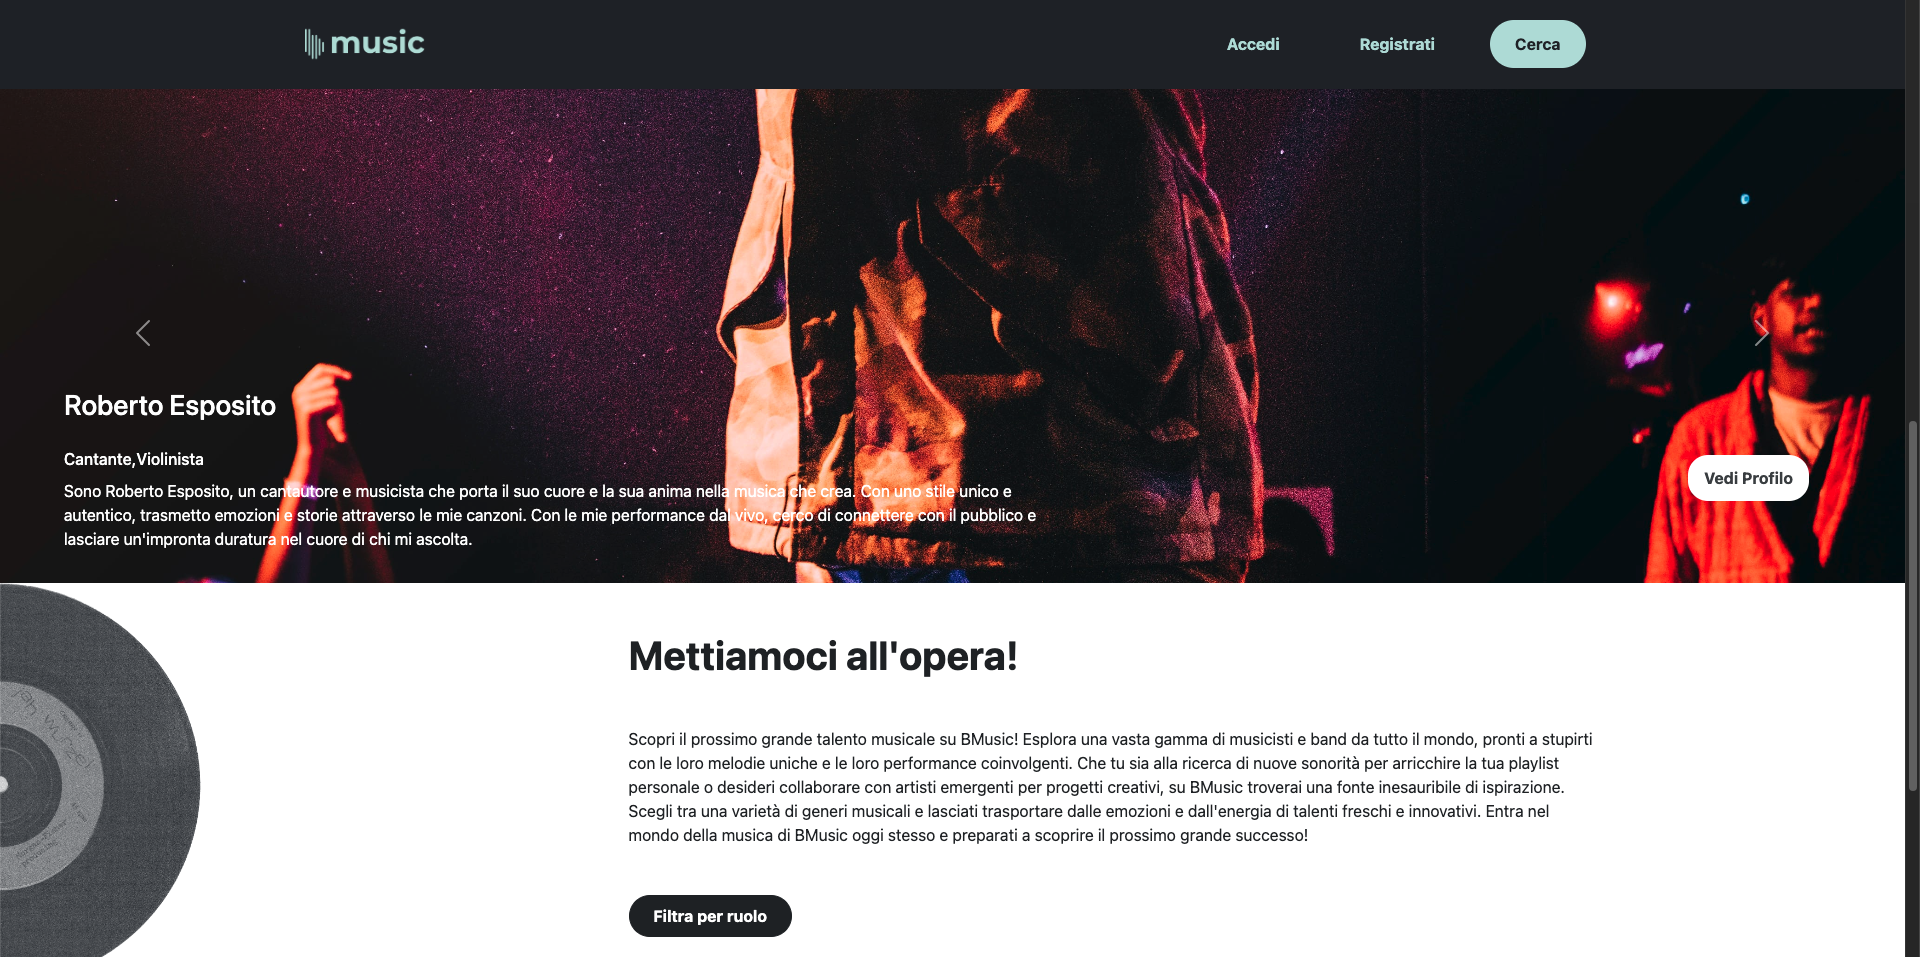 music
Accedi
Registrati
Cerca
Roberto Esposito
Cantante,Violinista
Sono Roberto Esposito, un cantautore e musicista che porta il suo cuore e la sua anima nella musica che crea. Con uno stile unico e
autentico, trasmetto emozioni e storie attraverso le mie canzoni. Con le mie performance dal vivo, cerco di connettere con il pubblico e
lasciare un'impronta duratura nel cuore di chi mi ascolta.
Vedi Profilo
Mettiamoci all'opera!
Scopri il prossimo grande talento musicale su BMusic! Esplora una vasta gamma di musicisti e band da tutto il mondo, pronti a stupirti
con le loro melodie uniche e le loro performance coinvolgenti. Che tu sia alla ricerca di nuove sonorità per arricchire la tua playlist
personale o desideri collaborare con artisti emergenti per progetti creativi, su BMusic troverai una fonte inesauribile di ispirazione.
Scegli tra una varietà di generi musicali e lasciati trasportare dalle emozioni e dall'energia di talenti freschi e innovativi. Entra nel
mondo della musica di BMusic oggi stesso e preparati a scoprire il prossimo grande successo!
Filtra per ruolo